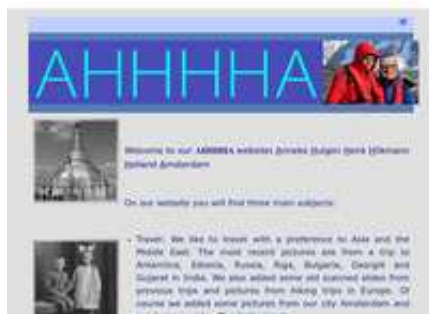 AHHHHA
Welcome to our AHHHHA website: Anneke Hulgen Henk Hillemann
Holland Amsterdam
On our website you will find three main subjects:
- Travel: We like to travel with a preference to Asia and the
Middle East. The most recent pictures are from a trip to
Antarctica, Estonia, Russia, Riga, Bulgaria, Georgia and
Gujarat in India. We also added some old scanned slides from
previous trips and pictures from hiking trips in Europe. Of
course we added some pictures from our city Amsterdam and